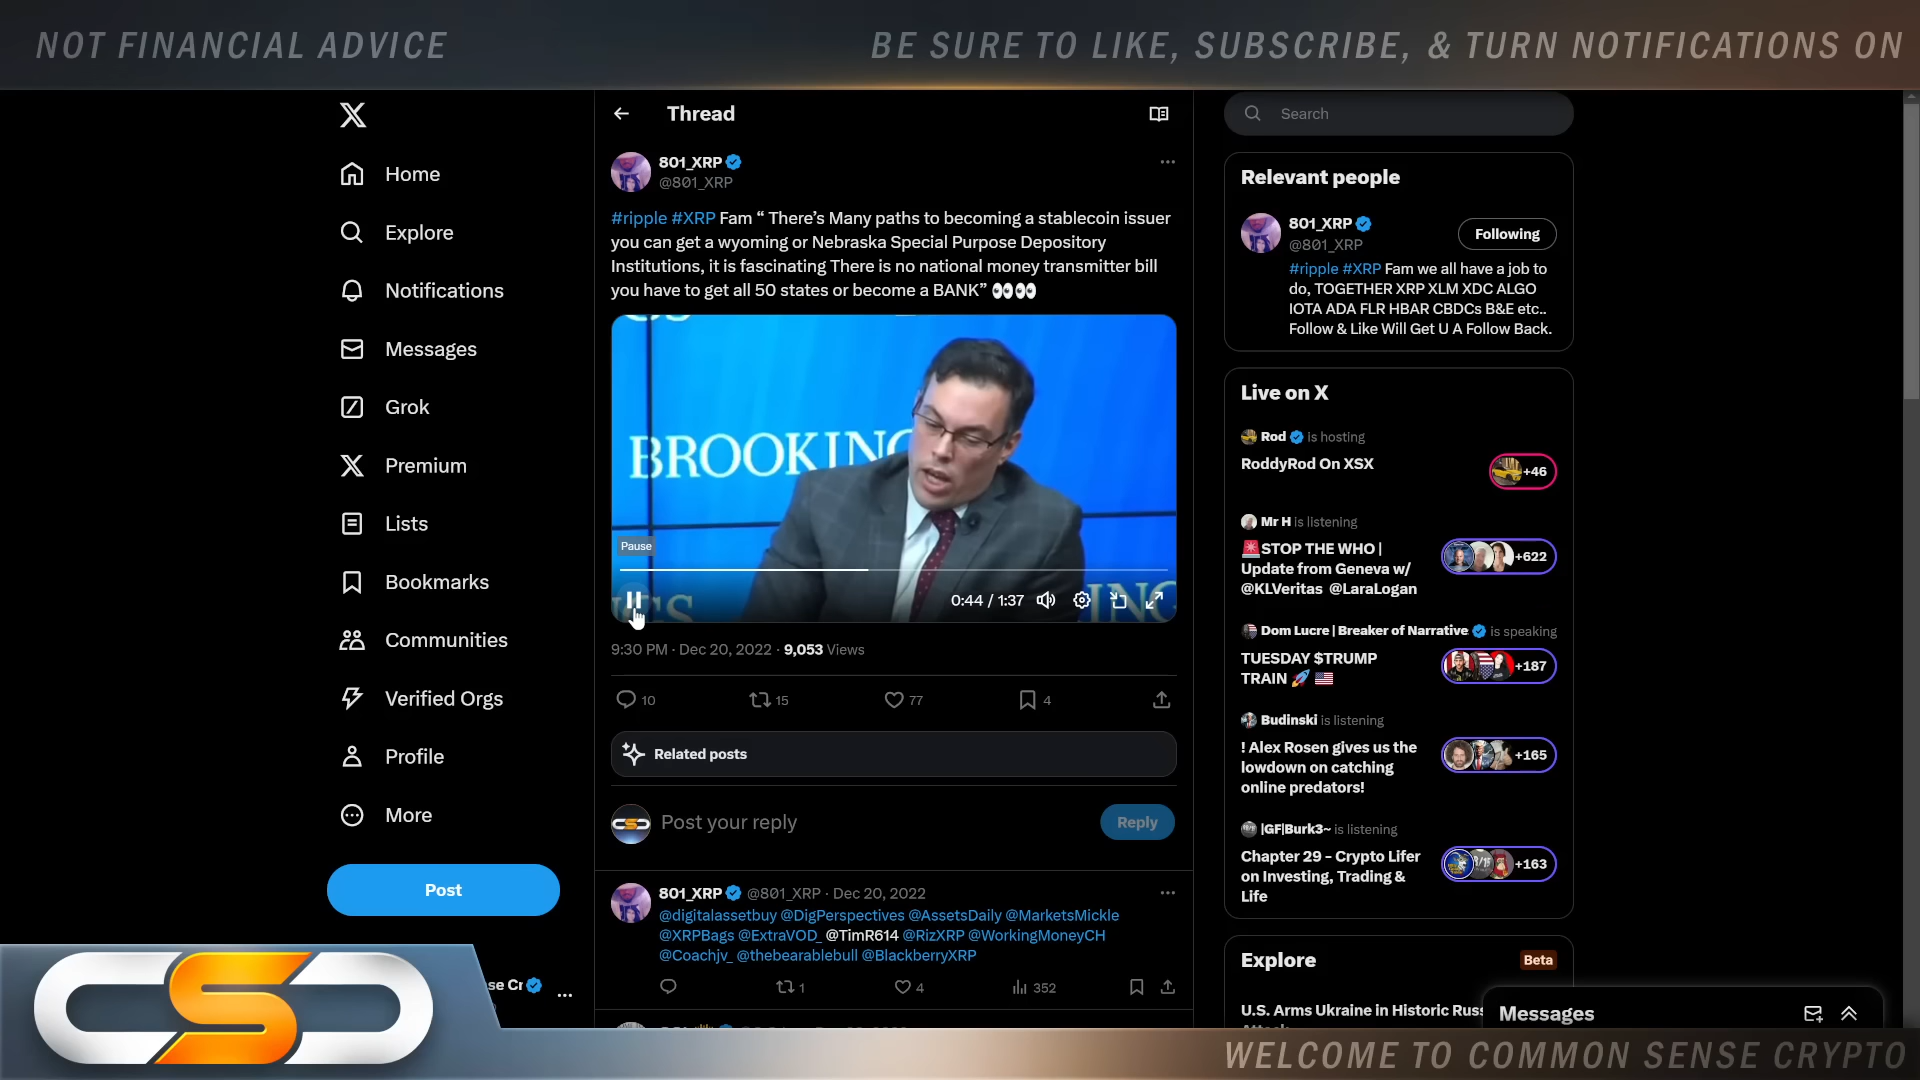 NOT FINANCIAL ADVICE
BE SURE TO LIKE, SUBSCRIBE, & TURN NOTIFICATIONS ON
Home
Explore
Notifications
Messages
Grok
Premium
Lists
Bookmarks
Communities
Verified Orgs
Profile
More
Post
se Cr
Thread
801_XRP
@801_XRP
#ripple #XRP Fam “ There’s Many paths to becoming a stablecoin issuer
you can get a wyoming or Nebraska Special Purpose Depository
Institutions, it is fascinating There is no national money transmitter bill
you have to get all 50 states or become a BANK” 👀👀
BROOKING
Pause
0:44 / 1:37
GS
ING
9:30 PM · Dec 20, 2022 · 9,053 Views
10
15
77
4
Related posts
Post your reply
Reply
801_XRP @801_XRP · Dec 20, 2022
@digitalassetbuy @DigPerspectives @AssetsDaily @MarketsMickle
@XRPBags @ExtraVOD_ @TimR614 @RizXRP @WorkingMoneyCH
@Coachjv_ @thebearablebull @BlackberryXRP
1
4
352
Search
Relevant people
801_XRP
@801_XRP
Following
#ripple #XRP Fam we all have a job to
do, TOGETHER XRP XLM XDC ALGO
IOTA ADA FLR HBAR CBDCs B&E etc..
Follow & Like Will Get U A Follow Back.
Live on X
Rod is hosting
RoddyRod On XSX
+46
Mr H is listening
🚨STOP THE WHO |
Update from Geneva w/
@KLVeritas @LaraLogan
+622
Dom Lucre | Breaker of Narrative is speaking
TUESDAY $TRUMP
TRAIN 🚀 🇺🇸
+187
Budinski is listening
! Alex Rosen gives us the
lowdown on catching
online predators!
+165
|GF|Burk3~ is listening
Chapter 29 - Crypto Lifer
on Investing, Trading &
Life
+163
Explore
Beta
U.S. Arms Ukraine in Historic Rus
Messages
CSC
WELCOME TO COMMON SENSE CRYPTO